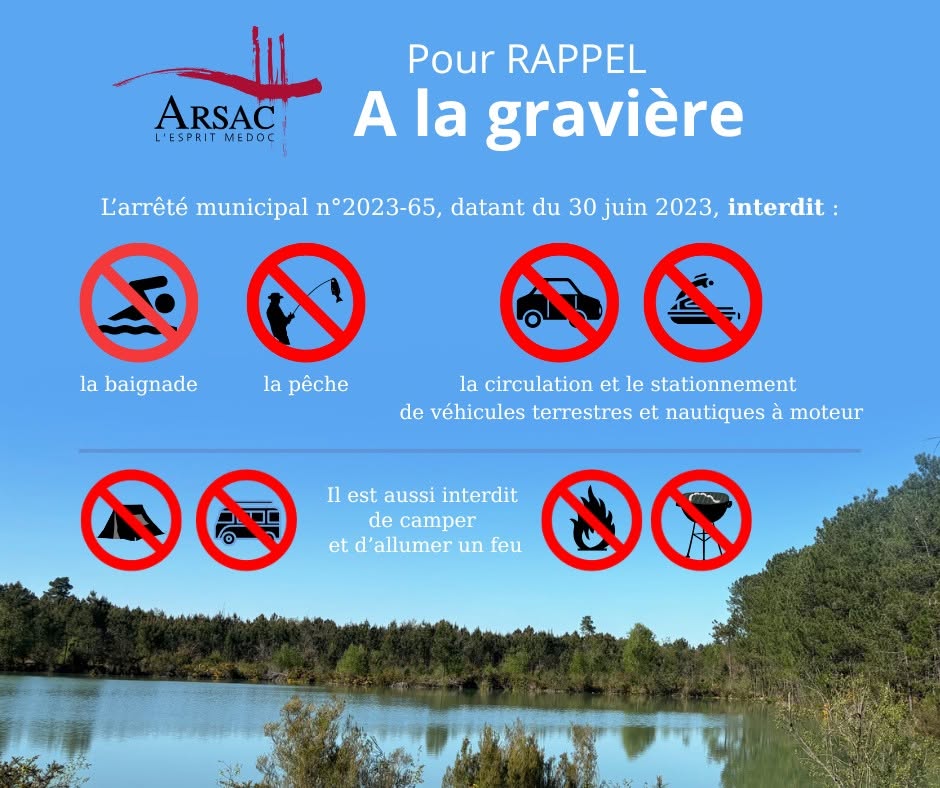 ARSAC
L'ESPRIT MEDOC
Pour RAPPEL
A la gravière
L’arrêté municipal n°2023-65, datant du 30 juin 2023, interdit :
la baignade
la pêche
la circulation et le stationnement
de véhicules terrestres et nautiques à moteur
Il est aussi interdit
de camper
et d’allumer un feu